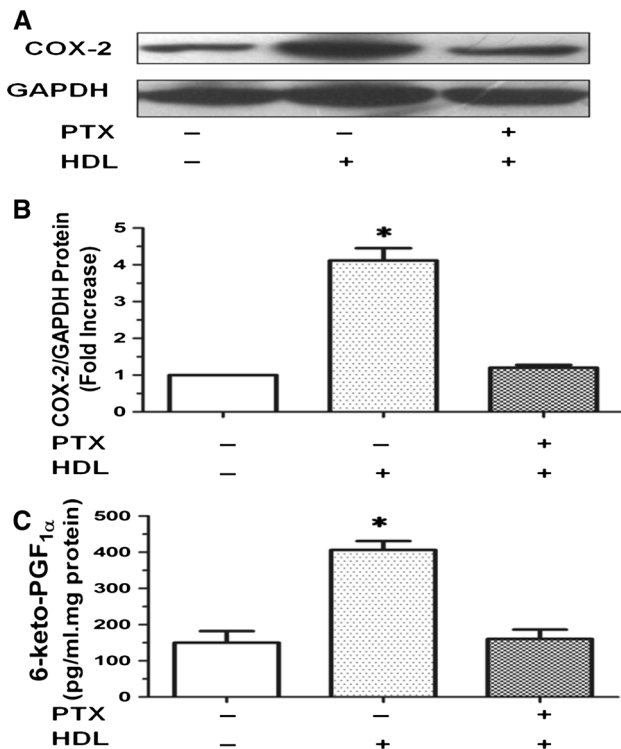 A
COX-2
GAPDH
PTX – – +
HDL – + +
B
COX-2/GAPDH Protein
(Fold Increase)
5
4
3
2
1
0
*
PTX – – +
HDL – + +
C
6-keto-PGF1α
(pg/ml.mg protein)
500
400
300
200
100
0
*
PTX – – +
HDL – + +